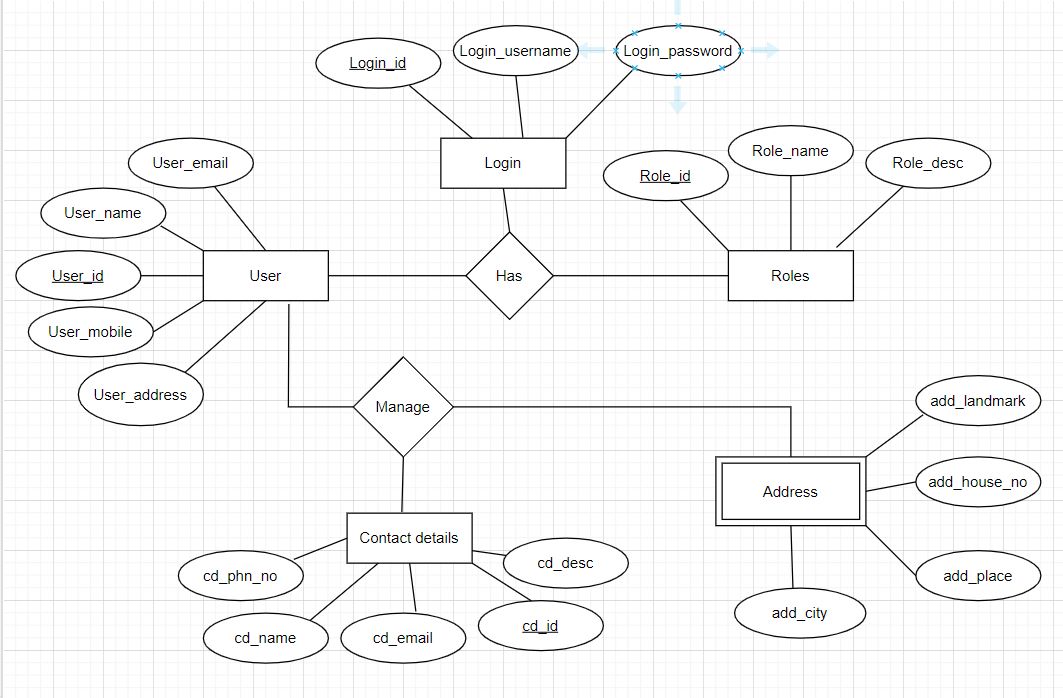 Login_id
Login_username
Login_password
Login
User_email
Role_id
Role_name
Role_desc
User_name
User_id
User
Has
Roles
User_mobile
User_address
Manage
add_landmark
Address
add_house_no
Contact details
cd_phn_no
cd_desc
add_place
cd_name
cd_email
cd_id
add_city